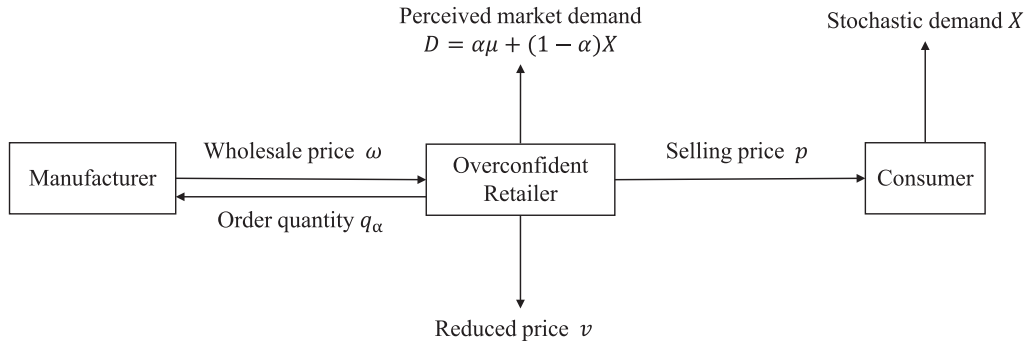 Perceived market demand
D = αμ + (1 − α)X
Stochastic demand X
Manufacturer
Wholesale price ω
Order quantity qα
Overconfident
Retailer
Selling price p
Consumer
Reduced price v